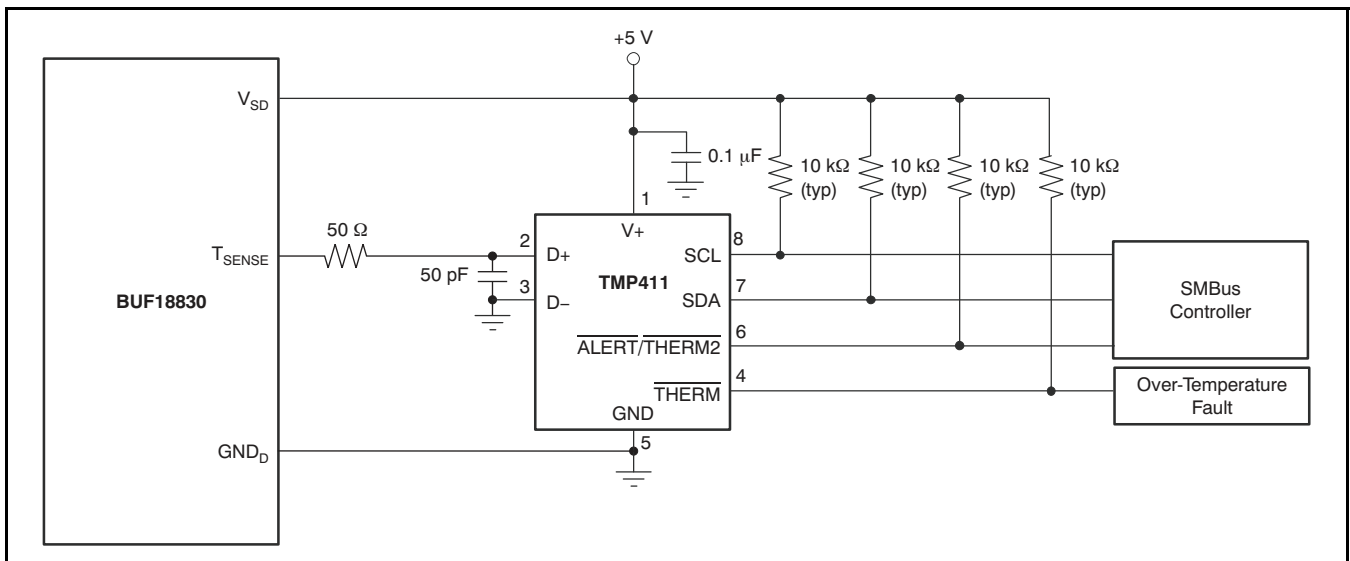 +5 V
V_SD
0.1 μF
10 kΩ
(typ)
10 kΩ
(typ)
10 kΩ
(typ)
10 kΩ
(typ)
1
V+
50 Ω
T_SENSE
2
D+
50 pF
3
D−
TMP411
BUF18830
SCL
8
SDA
7
ALERT/THERM2
6
THERM
4
GND
5
GND_D
SMBus
Controller
Over-Temperature
Fault